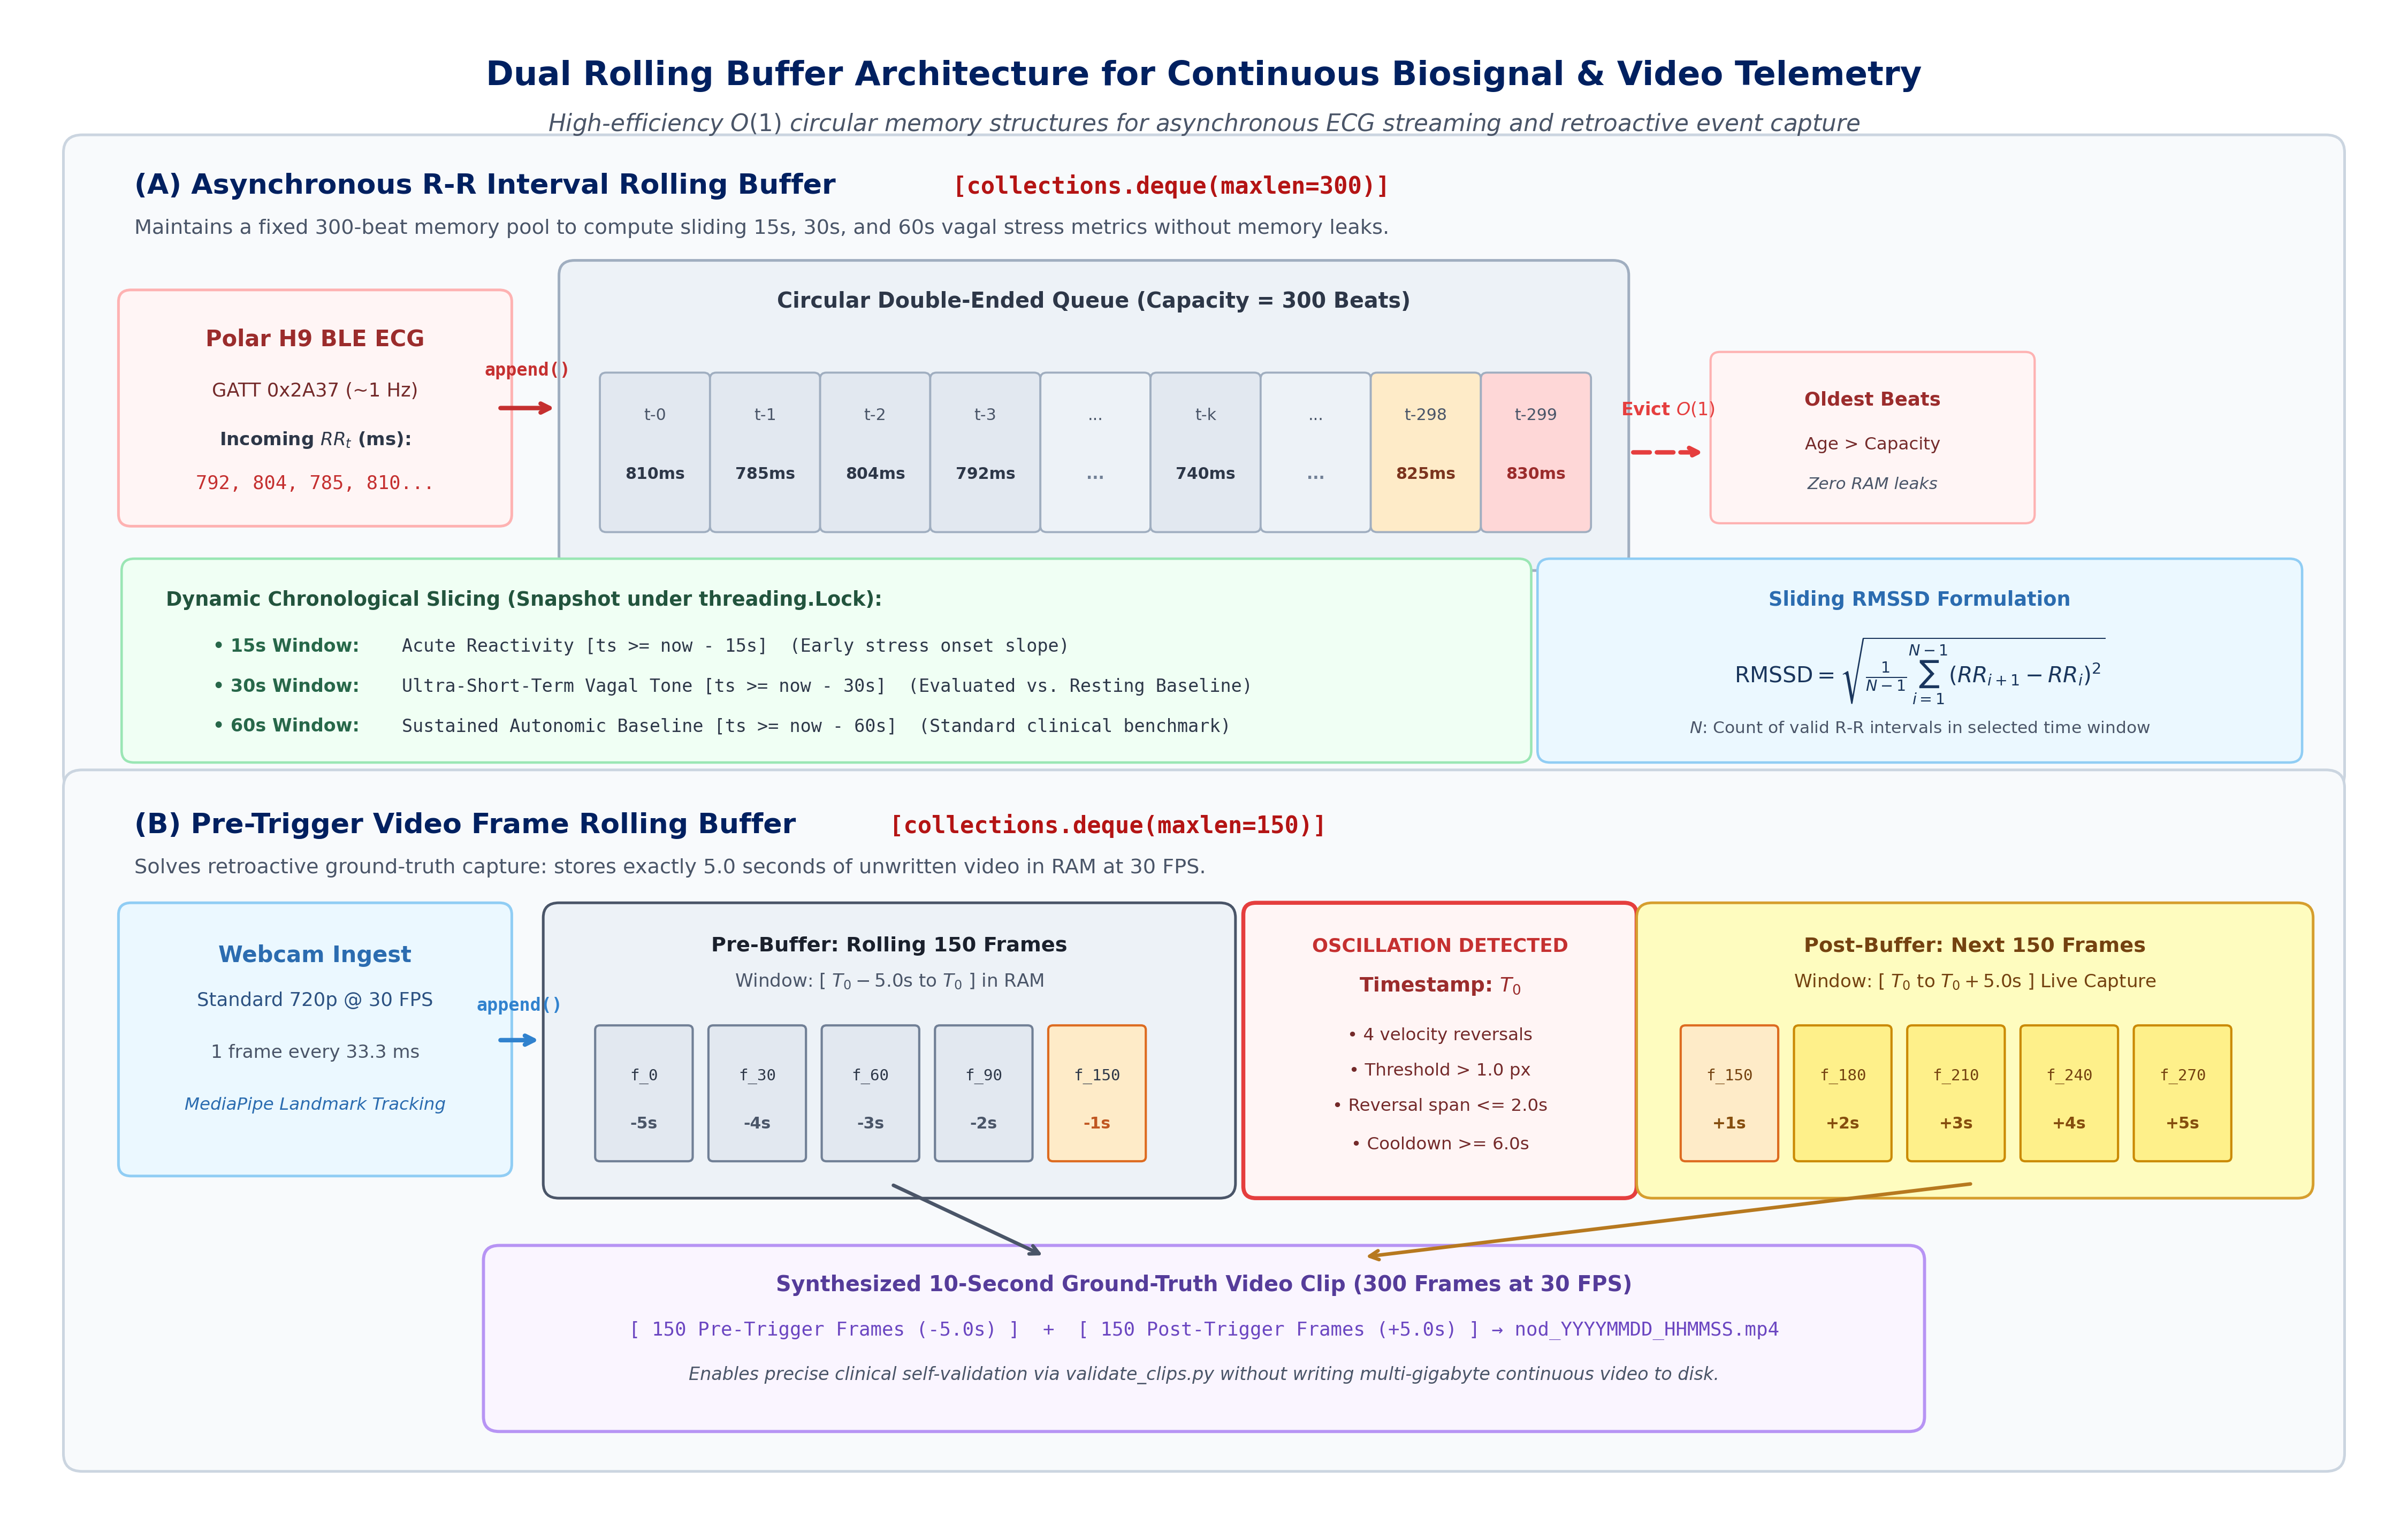 Dual Rolling Buffer Architecture for Continuous Biosignal & Video Telemetry
High-efficiency O(1) circular memory structures for asynchronous ECG streaming and retroactive event capture
(A) Asynchronous R-R Interval Rolling Buffer [collections.deque(maxlen=300)]
Maintains a fixed 300-beat memory pool to compute sliding 15s, 30s, and 60s vagal stress metrics without memory leaks.
Polar H9 BLE ECG
GATT 0x2A37 (~1 Hz)
Incoming RR_t (ms):
792, 804, 785, 810...
append()
Circular Double-Ended Queue (Capacity = 300 Beats)
t-0 t-1 t-2 t-3 ... t-k ... t-298 t-299
810ms 785ms 804ms 792ms ... 740ms ... 825ms 830ms
Evict O(1)
Oldest Beats
Age > Capacity
Zero RAM leaks
Dynamic Chronological Slicing (Snapshot under threading.Lock):
• 15s Window: Acute Reactivity [ts >= now - 15s] (Early stress onset slope)
• 30s Window: Ultra-Short-Term Vagal Tone [ts >= now - 30s] (Evaluated vs. Resting Baseline)
• 60s Window: Sustained Autonomic Baseline [ts >= now - 60s] (Standard clinical benchmark)
Sliding RMSSD Formulation
RMSSD = √(1/(N−1) ∑_{i=1}^{N−1} (RR_{i+1} − RR_i)²)
N: Count of valid R-R intervals in selected time window
(B) Pre-Trigger Video Frame Rolling Buffer [collections.deque(maxlen=150)]
Solves retroactive ground-truth capture: stores exactly 5.0 seconds of unwritten video in RAM at 30 FPS.
Webcam Ingest
Standard 720p @ 30 FPS
1 frame every 33.3 ms
MediaPipe Landmark Tracking
append()
Pre-Buffer: Rolling 150 Frames
Window: [ T₀ − 5.0s to T₀ ] in RAM
f_0 f_30 f_60 f_90 f_150
-5s -4s -3s -2s -1s
OSCILLATION DETECTED
Timestamp: T₀
• 4 velocity reversals
• Threshold > 1.0 px
• Reversal span <= 2.0s
• Cooldown >= 6.0s
Post-Buffer: Next 150 Frames
Window: [ T₀ to T₀ + 5.0s ] Live Capture
f_150 f_180 f_210 f_240 f_270
+1s +2s +3s +4s +5s
Synthesized 10-Second Ground-Truth Video Clip (300 Frames at 30 FPS)
[ 150 Pre-Trigger Frames (-5.0s) ] + [ 150 Post-Trigger Frames (+5.0s) ] → nod_YYYYMMDD_HHMMSS.mp4
Enables precise clinical self-validation via validate_clips.py without writing multi-gigabyte continuous video to disk.